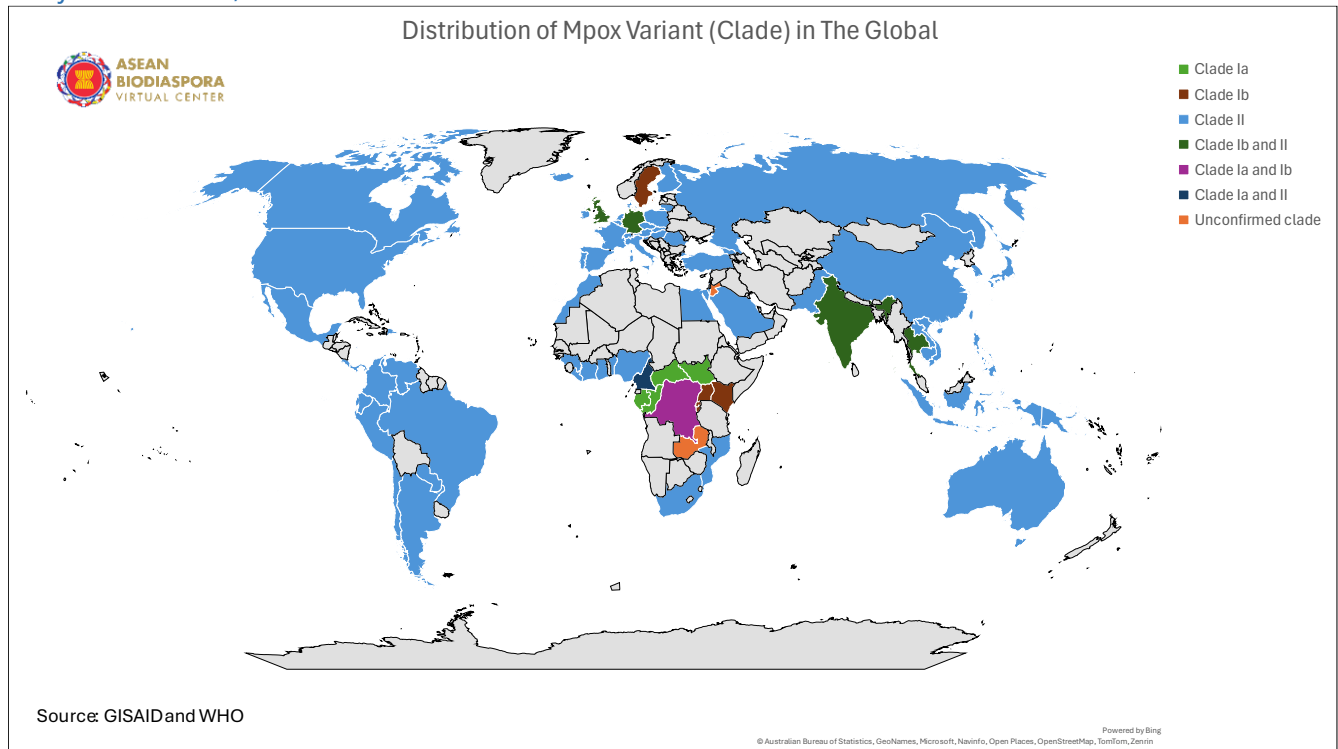 Distribution of Mpox Variant (Clade) in The Global
ASEAN
BIODIASPORA
VIRTUAL CENTER
Clade Ia
Clade Ib
Clade II
Clade Ib and II
Clade Ia and Ib
Clade Ia and II
Unconfirmed clade
Source: GISAID and WHO
Powered by Bing
© Australian Bureau of Statistics, GeoNames, Microsoft, Navinfo, Open Places, OpenStreetMap, TomTom, Zenrin